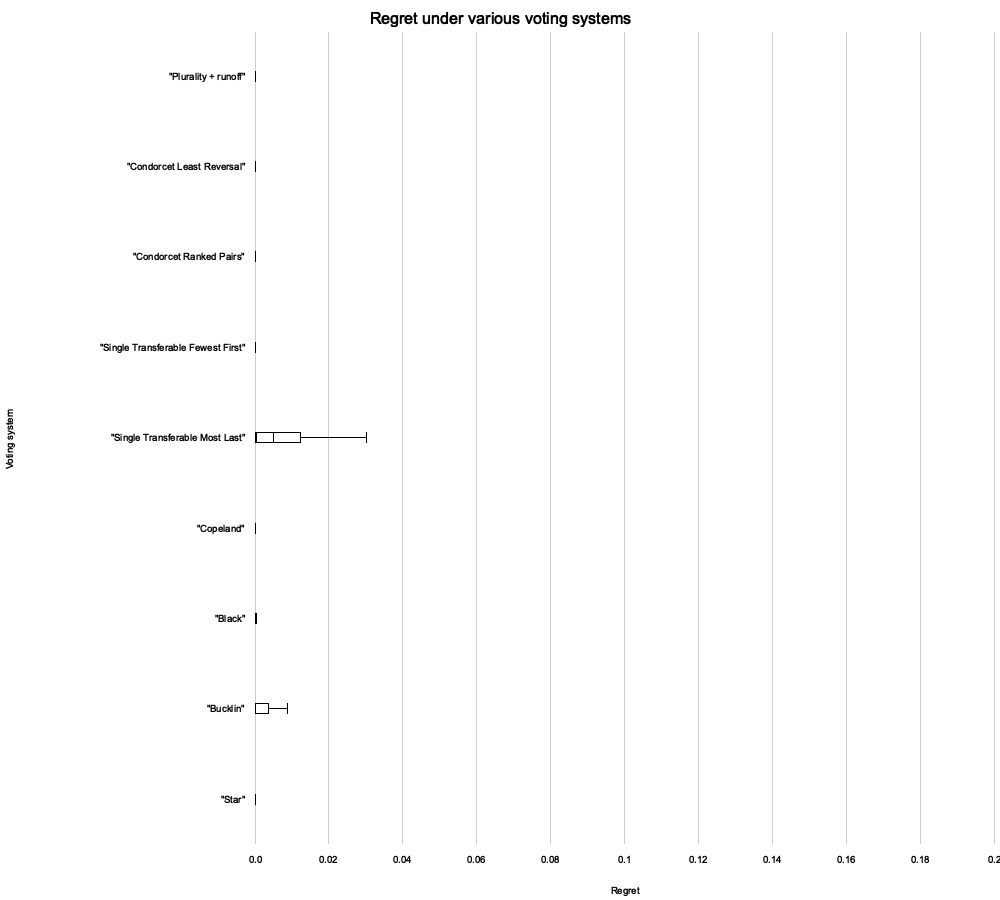 Regret under various voting systems
"Plurality + runoff"
"Condorcet Least Reversal"
"Condorcet Ranked Pairs"
"Single Transferable Fewest First"
Voting system
"Single Transferable Most Last"
"Copeland"
"Black"
"Bucklin"
"Star"
0.0 0.02 0.04 0.06 0.08 0.1 0.12 0.14 0.16 0.18 0.2
Regret